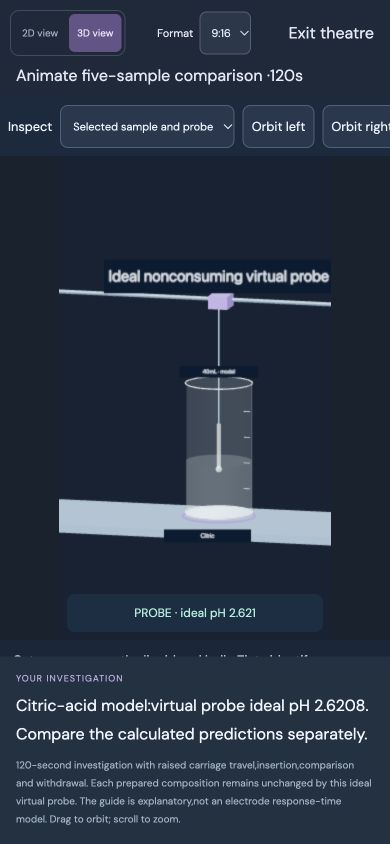 2D view
3D view
Format
9:16
Exit theatre
Animate five-sample comparison ·120s
Inspect
Selected sample and probe
Orbit left
Orbit right
Ideal nonconsuming virtual probe
40mL · model
Citric
PROBE · ideal pH 2.621
YOUR INVESTIGATION
Citric-acid model:virtual probe ideal pH 2.6208.
Compare the calculated predictions separately.
120-second investigation with raised carriage travel,insertion,comparison
and withdrawal. Each prepared composition remains unchanged by this ideal
virtual probe. The guide is explanatory,not an electrode response-time
model. Drag to orbit; scroll to zoom.